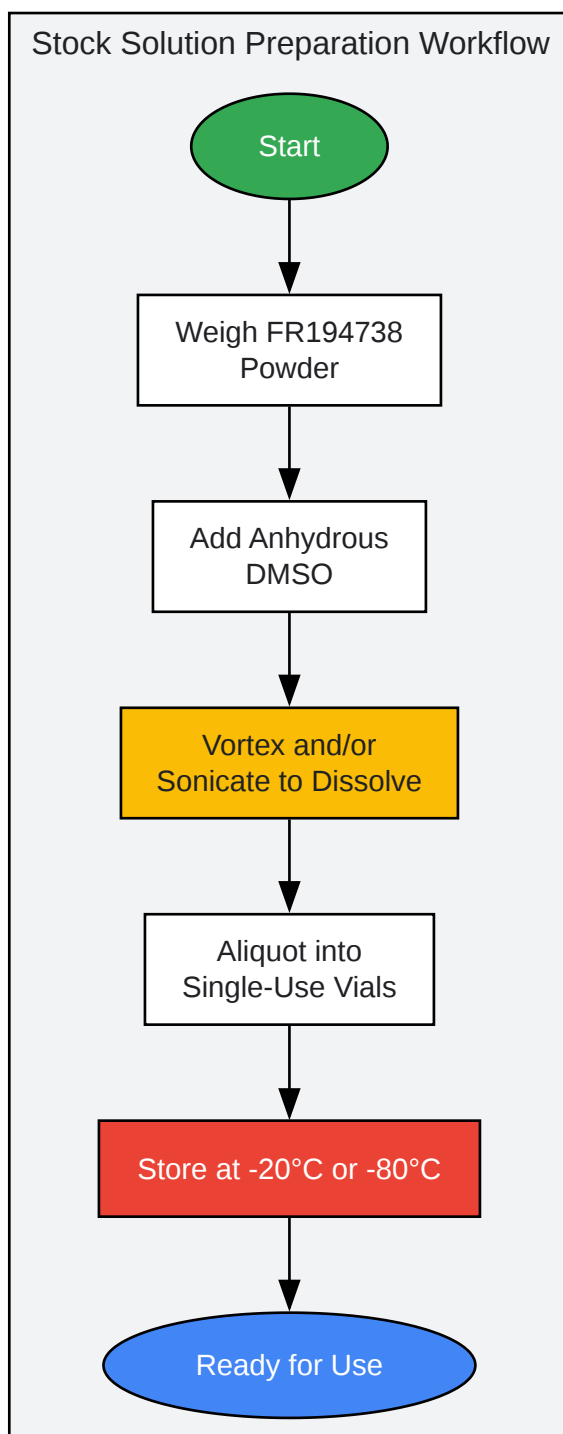 Stock Solution Preparation Workflow
Start
Weigh FR194738
Powder
Add Anhydrous
DMSO
Vortex and/or
Sonicate to Dissolve
Aliquot into
Single-Use Vials
Store at -20°C or -80°C
Ready for Use